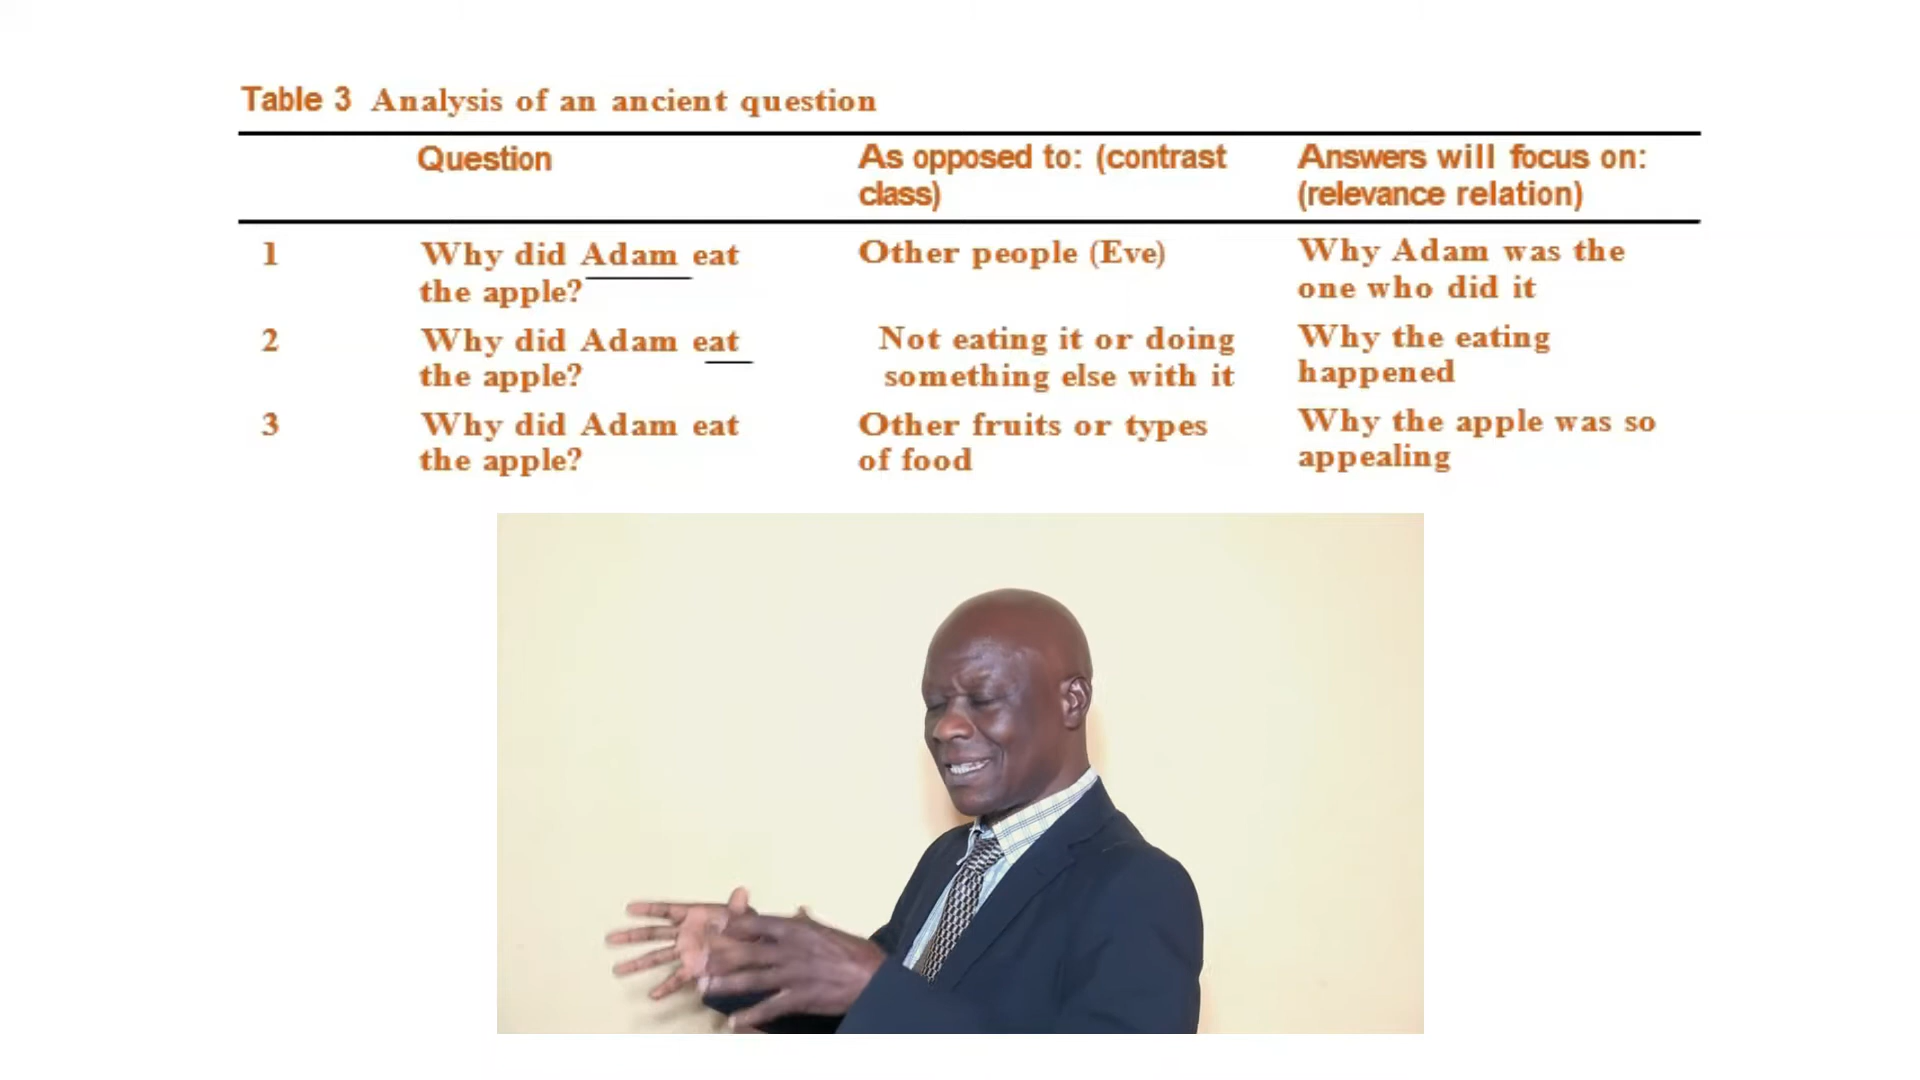 Table 3 Analysis of an ancient question
Question
As opposed to: (contrast
class)
Answers will focus on:
(relevance relation)
1
Why did Adam eat
the apple?
Other people (Eve)
Why Adam was the
one who did it
2
Why did Adam eat
the apple?
Not eating it or doing
something else with it
Why the eating
happened
3
Why did Adam eat
the apple?
Other fruits or types
of food
Why the apple was so
appealing